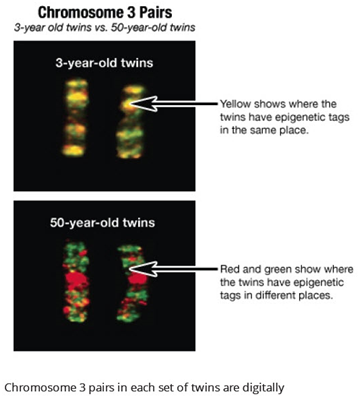 Chromosome 3 Pairs
3-year old twins vs. 50-year-old twins
3-year-old twins
Yellow shows where the
twins have epigenetic tags
in the same place.
50-year-old twins
Red and green show where
the twins have epigenetic
tags in different places.
Chromosome 3 pairs in each set of twins are digitally